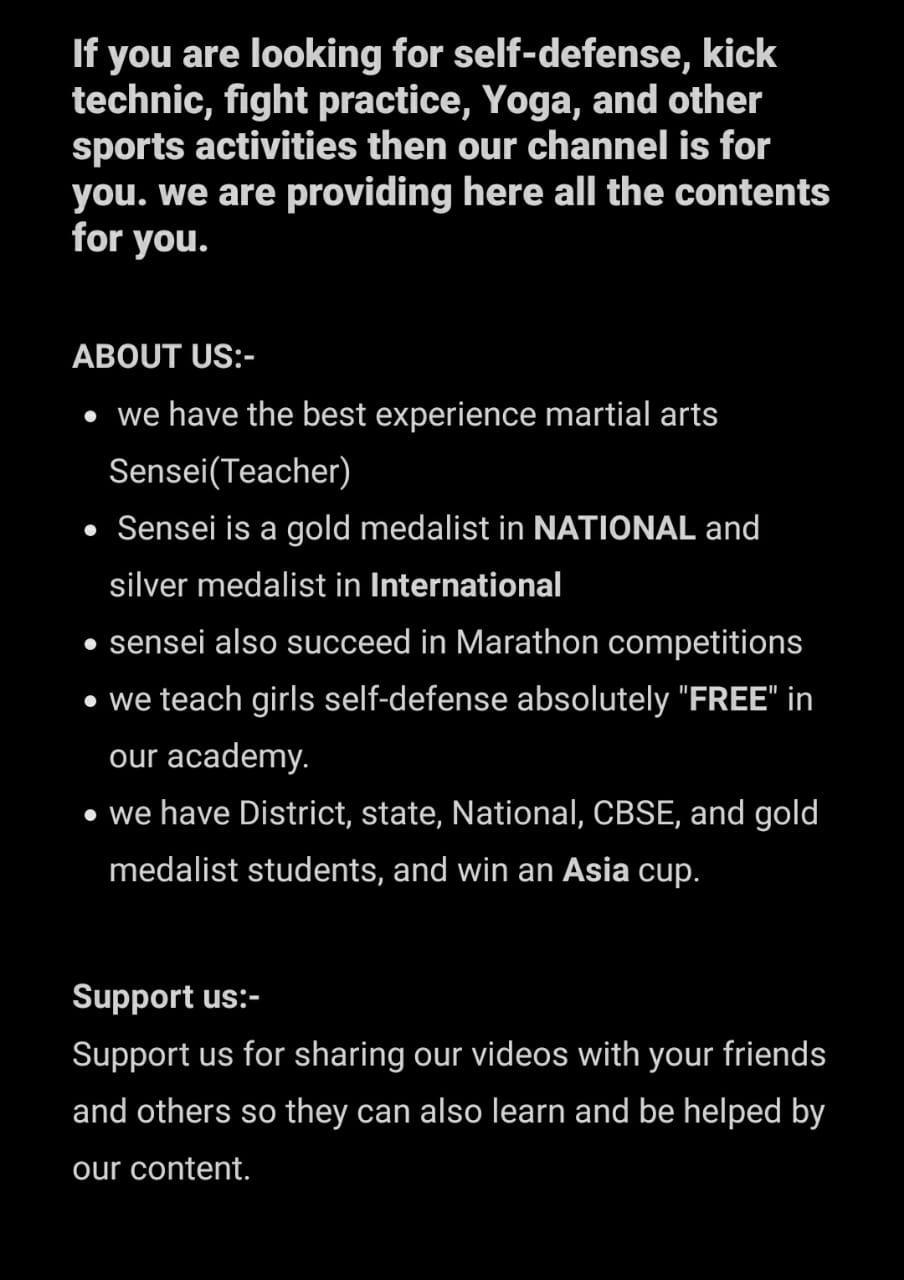 If you are looking for self-defense, kick
technic, fight practice, Yoga, and other
sports activities then our channel is for
you. we are providing here all the contents
for you.
ABOUT US:-
• we have the best experience martial arts
Sensei(Teacher)
• Sensei is a gold medalist in NATIONAL and
silver medalist in International
• sensei also succeed in Marathon competitions
• we teach girls self-defense absolutely "FREE" in
our academy.
• we have District, state, National, CBSE, and gold
medalist students, and win an Asia cup.
Support us:-
Support us for sharing our videos with your friends
and others so they can also learn and be helped by
our content.